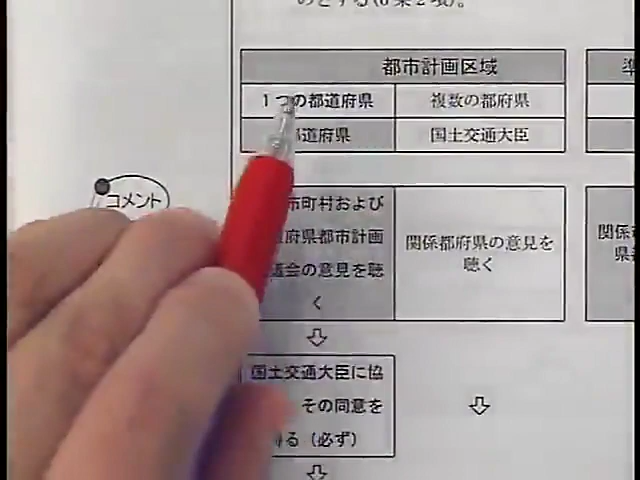 のとする(6条2項)。
都市計画区域
準
1つの都道府県
複数の都府県
道府県
国土交通大臣
コメント
市町村および
府県都市計画
議会の意見を聴
く
関係都府県の意見を
聴く
関係
県
国土交通大臣に協
その同意を
得る(必ず)